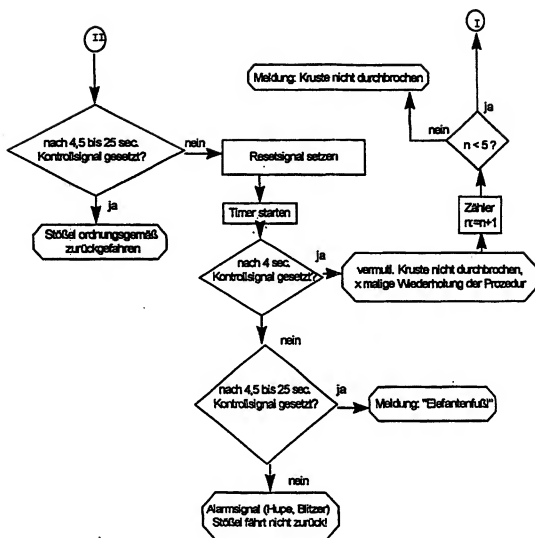 II
I
Meldung: Kruste nicht durchbrochen
ja
nein
n < 5 ?
nach 4,5 bis 25 sec.
Kontrollsignal gesetzt?
nein
Resetsignal setzen
ja
Timer starten
Zähler
n:=n+1
Stößel ordnungsgemäß
zurückgefahren
nach 4 sec.
Kontrollsignal gesetzt?
ja
vermutl. Kruste nicht durchbrochen,
x malige Wiederholung der Prozedur
nein
nach 4,5 bis 25 sec.
Kontrollsignal gesetzt?
ja
Meldung: "Elefantenfuß!"
nein
Alarmsignal (Hupe, Blitzer)
Stößel fährt nicht zurück!